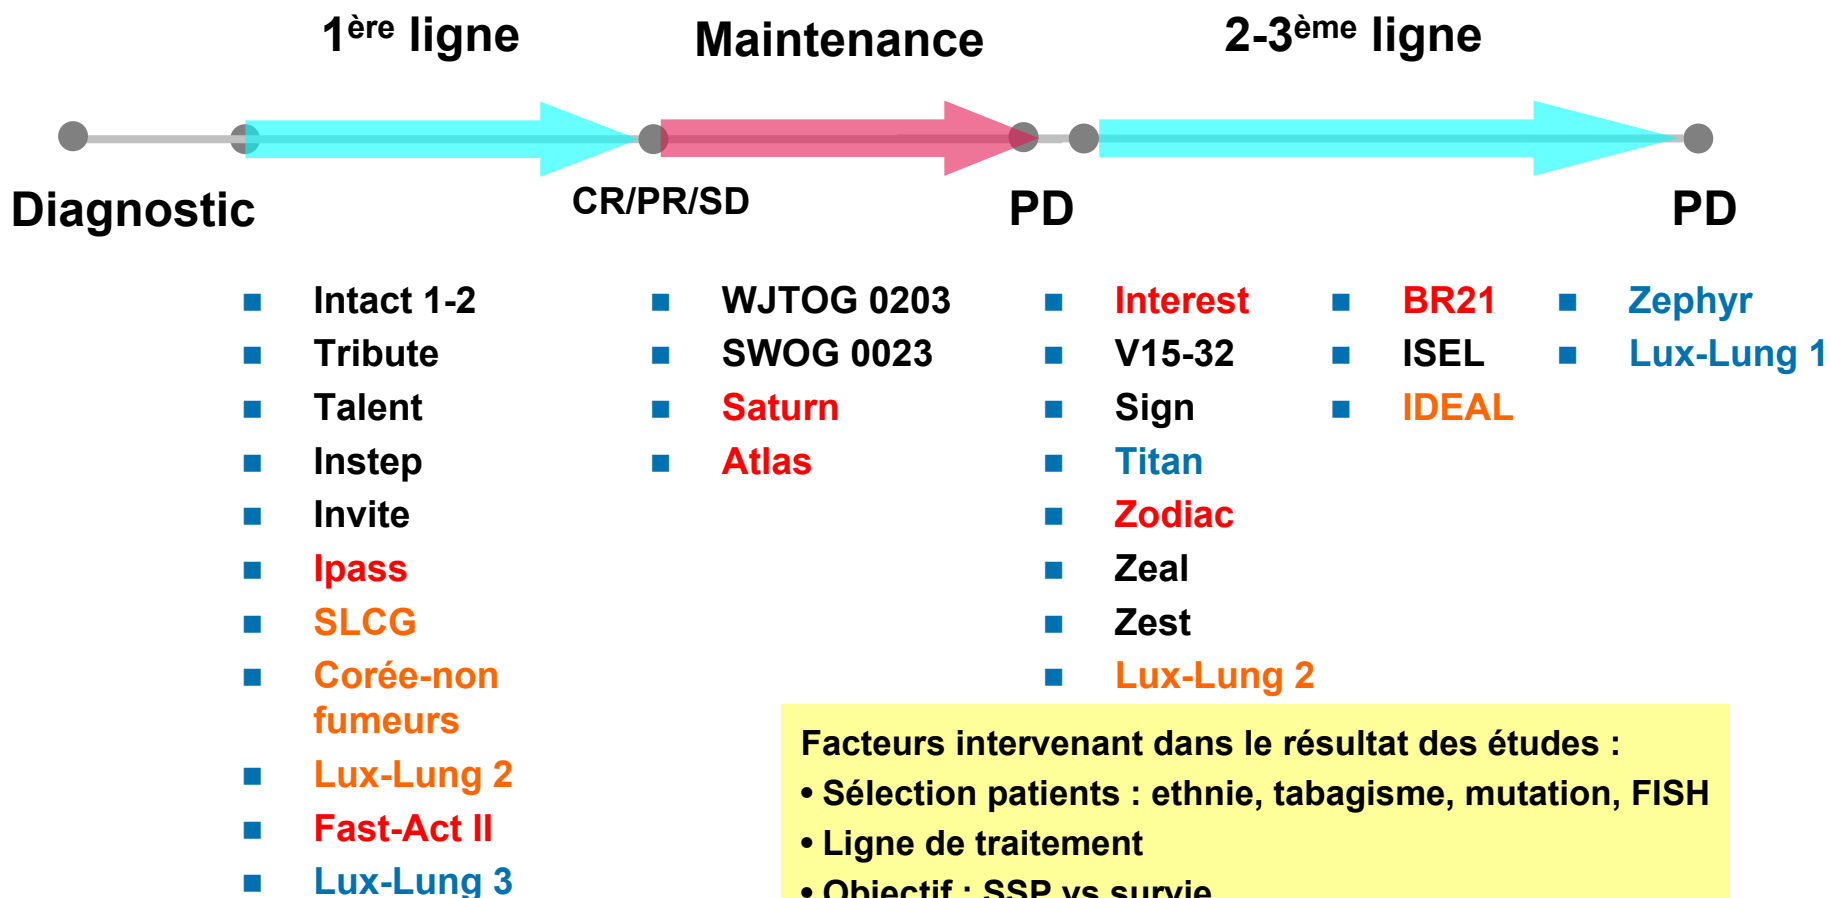 1ère ligne
Maintenance
2-3ème ligne
Diagnostic
CR/PR/SD
PD
PD
Intact 1-2
Tribute
Talent
Instep
Invite
Ipass
SLCG
Corée-non
fumeurs
Lux-Lung 2
Fast-Act II
Lux-Lung 3
WJTOG 0203
SWOG 0023
Saturn
Atlas
Interest
V15-32
Sign
Titan
Zodiac
Zeal
Zest
Lux-Lung 2
BR21
ISEL
IDEAL
Zephyr
Lux-Lung 1
Facteurs intervenant dans le résultat des études :
• Sélection patients : ethnie, tabagisme, mutation, FISH
• Ligne de traitement
• Objectif : SSP vs survie